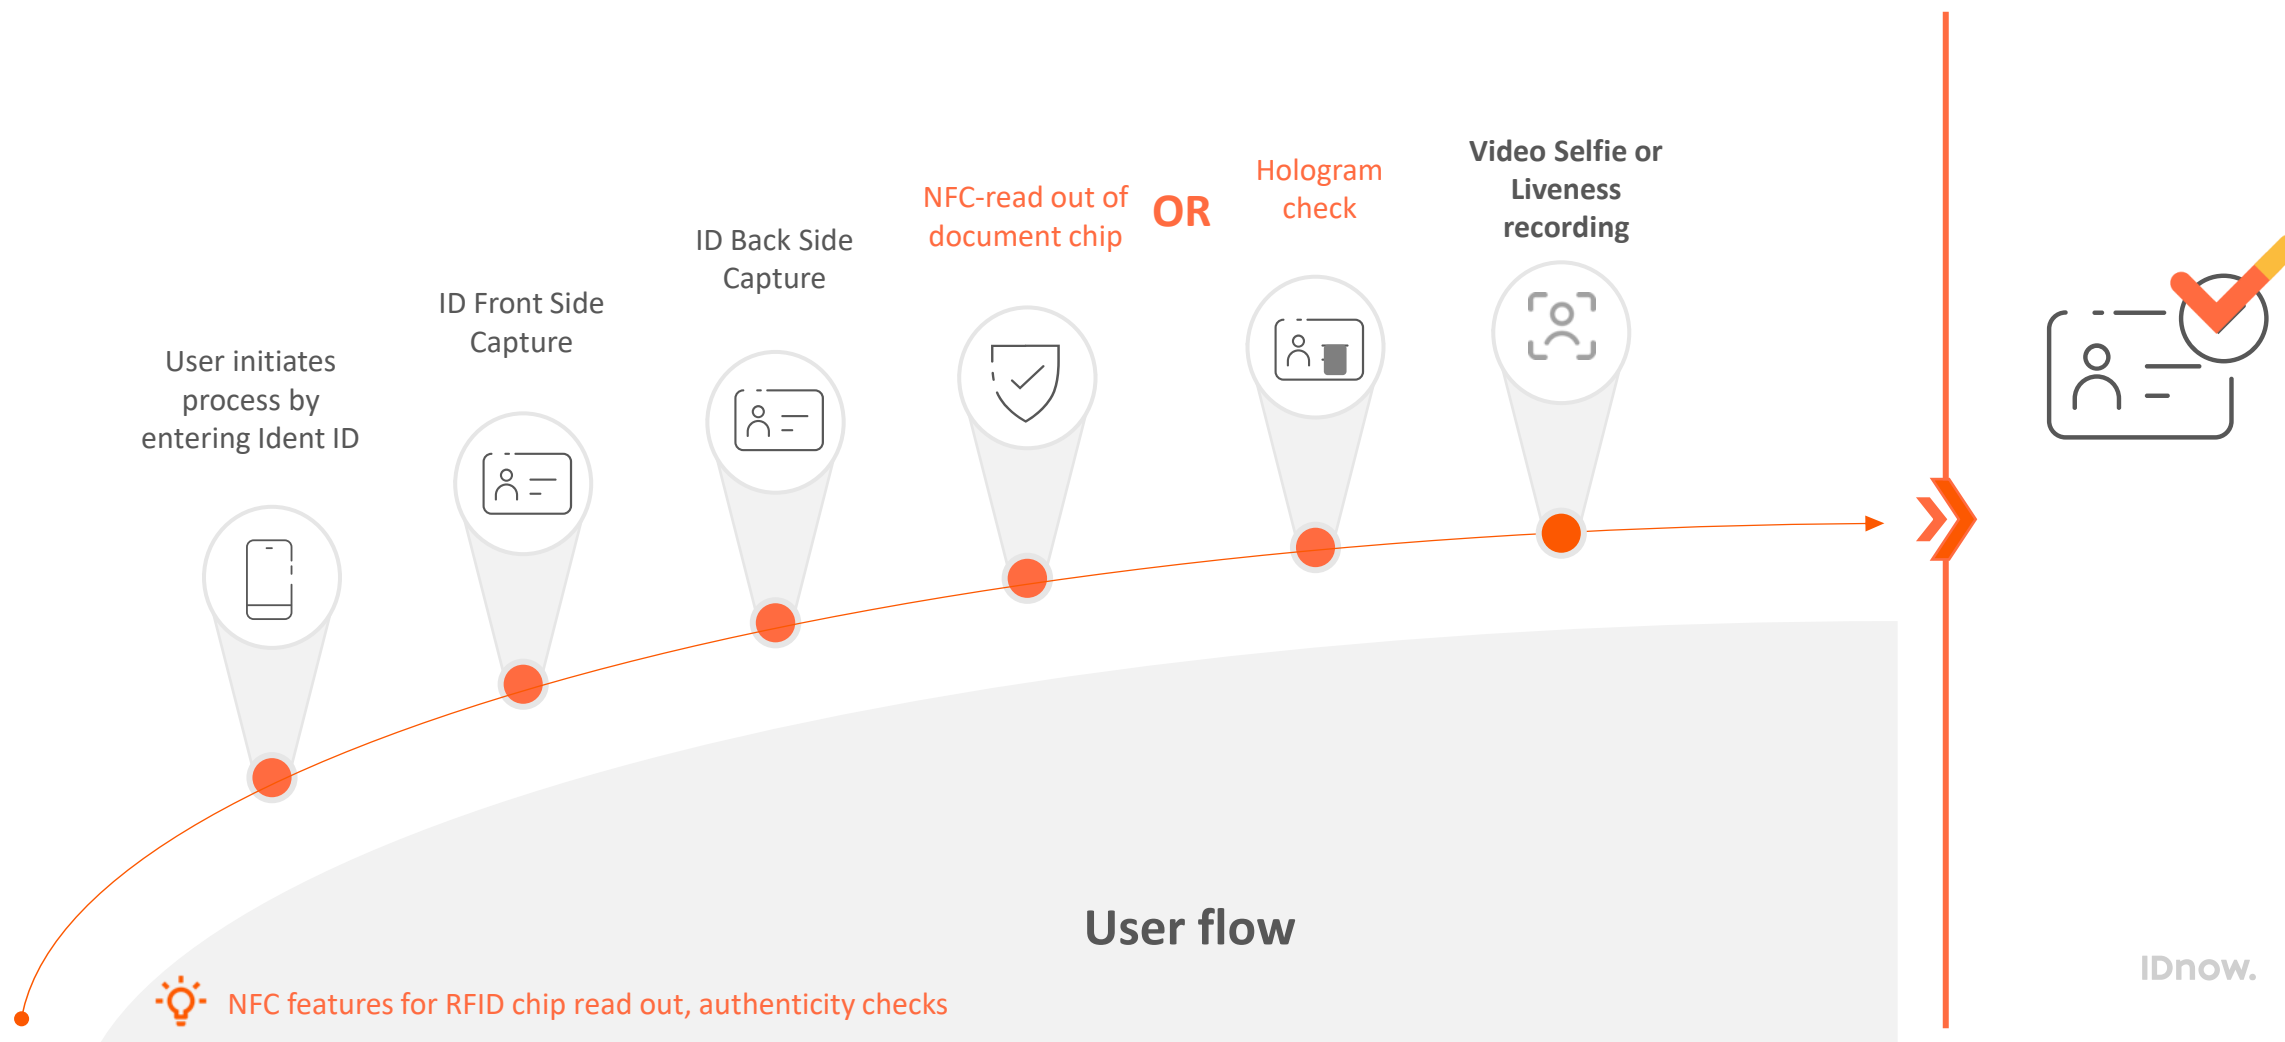 User initiates
process by
entering Ident ID
ID Front Side
Capture
ID Back Side
Capture
NFC-read out of
document chip
OR
Hologram
check
Video Selfie or
Liveness
recording
User flow
NFC features for RFID chip read out, authenticity checks
IDnow.